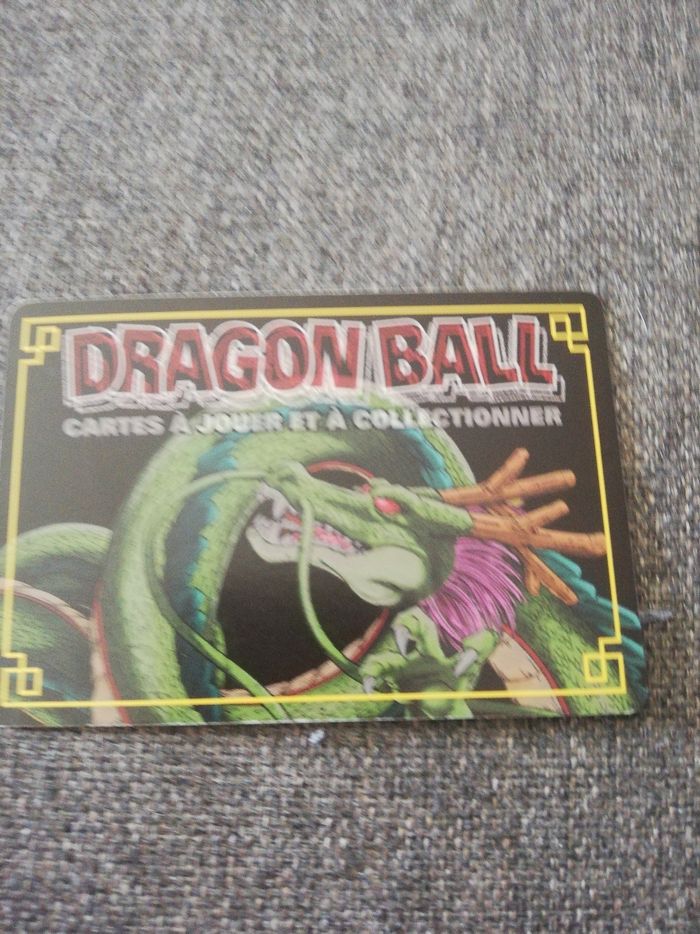 DRAGON BALL
CARTES À JOUER ET À COLLECTIONNER